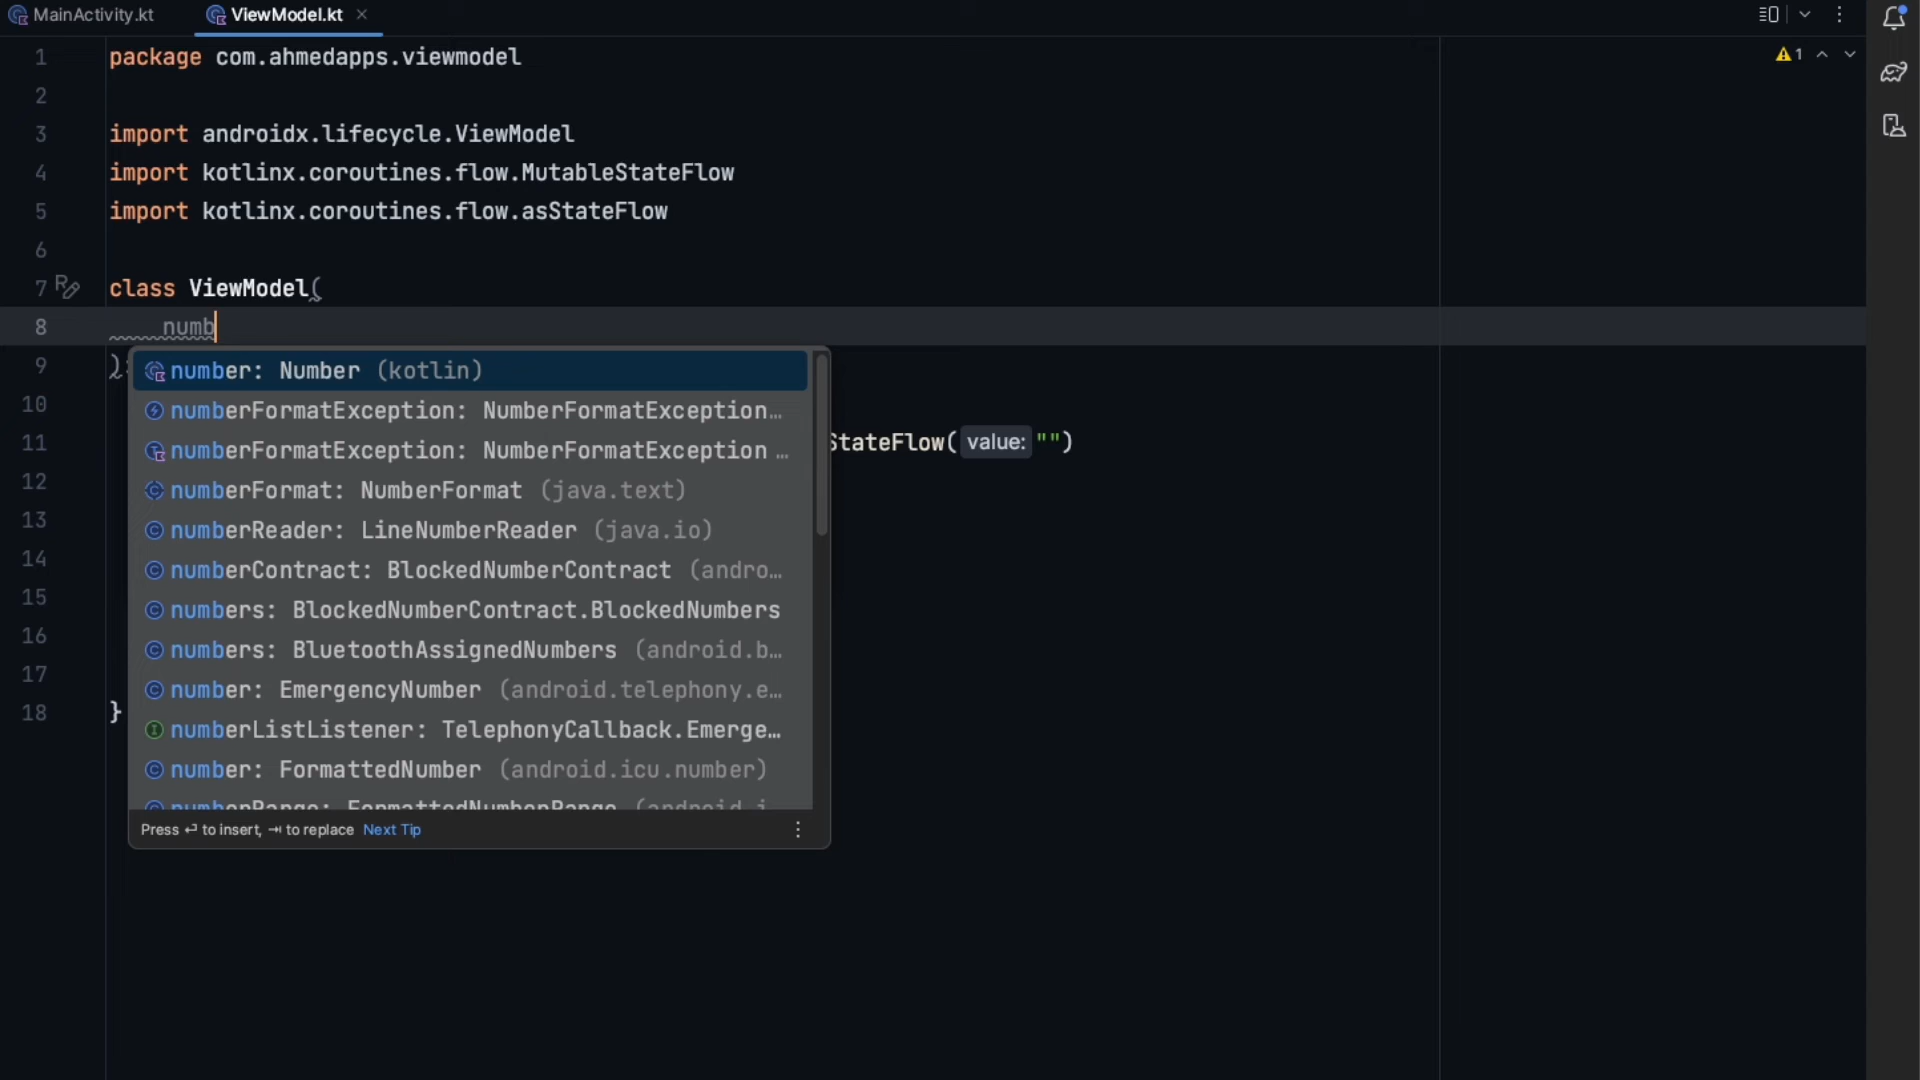 MainActivity.kt
ViewModel.kt
1 package com.ahmedapps.viewmodel
1
2
3 import androidx.lifecycle.ViewModel
4 import kotlinx.coroutines.flow.MutableStateFlow
5 import kotlinx.coroutines.flow.asStateFlow
6
7 class ViewModel(
8 numb
9 )
number: Number (kotlin)
10
numberFormatException: NumberFormatException…
11 StateFlow( value: "")
numberFormatException: NumberFormatException …
12
numberFormat: NumberFormat (java.text)
13
numberReader: LineNumberReader (java.io)
14
numberContract: BlockedNumberContract (andro…
15
numbers: BlockedNumberContract.BlockedNumbers
16
numbers: BluetoothAssignedNumbers (android.b…
17
number: EmergencyNumber (android.telephony.e…
18 }
numberListListener: TelephonyCallback.Emerge…
number: FormattedNumber (android.icu.number)
numberRange: FormattedNumberRange (android.i
Press ⏎ to insert, ⇥ to replace Next Tip